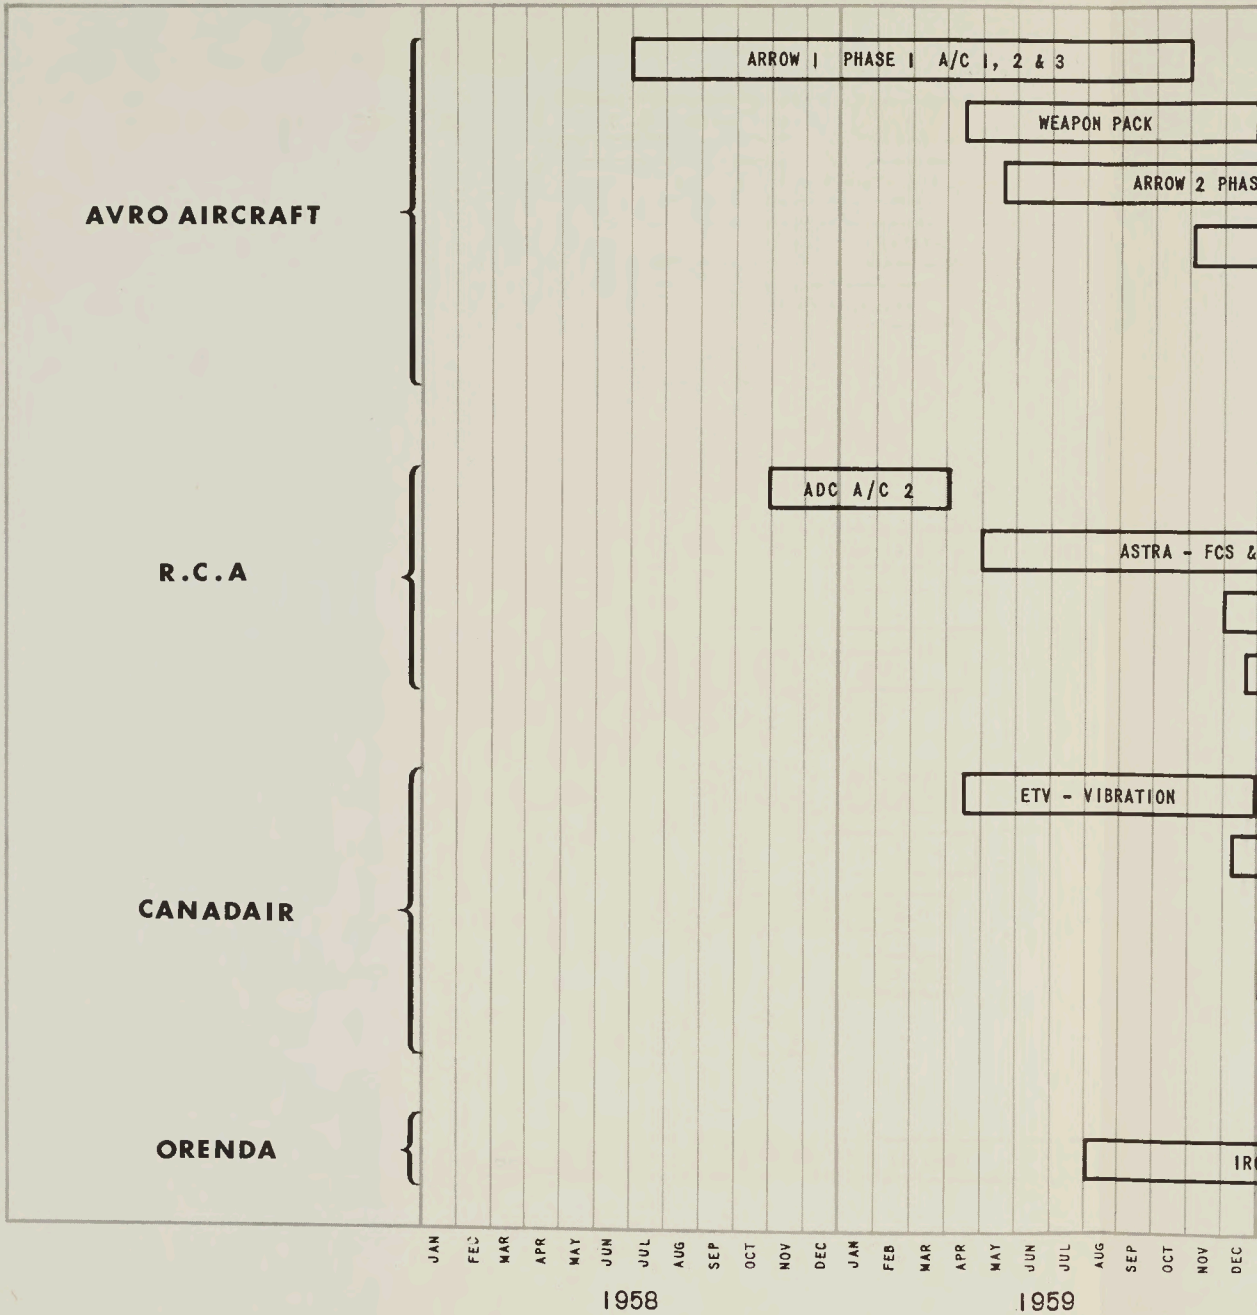 ARROW 1 PHASE 1 A/C 1, 2 & 3
WEAPON PACK
ARROW 2 PHAS
AVRO AIRCRAFT
ADC A/C 2
ASTRA - FCS &
R.C.A
ETV - VIBRATION
CANADAIR
ORENDA
IRO
JAN FEC MAR APR MAY JUN JUL AUG SEP OCT NOV DEC JAN FEB MAR APR MAY JUN JUL AUG SEP OCT NOV DEC
1958 1959